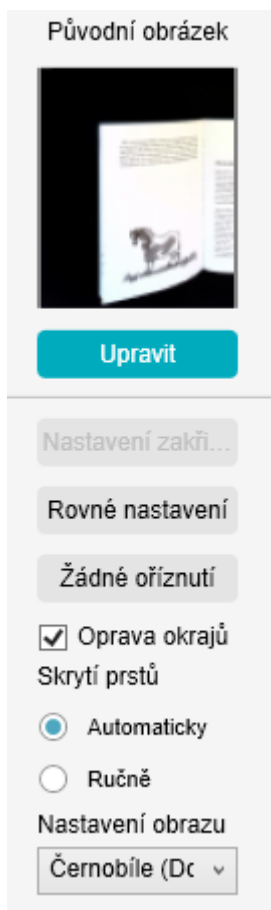 Původní obrázek
Upravit
Nastavení zakři...
Rovné nastavení
Žádné oříznutí
Oprava okrajů
Skrytí prstů
Automaticky
Ručně
Nastavení obrazu
Černobíle (Dc